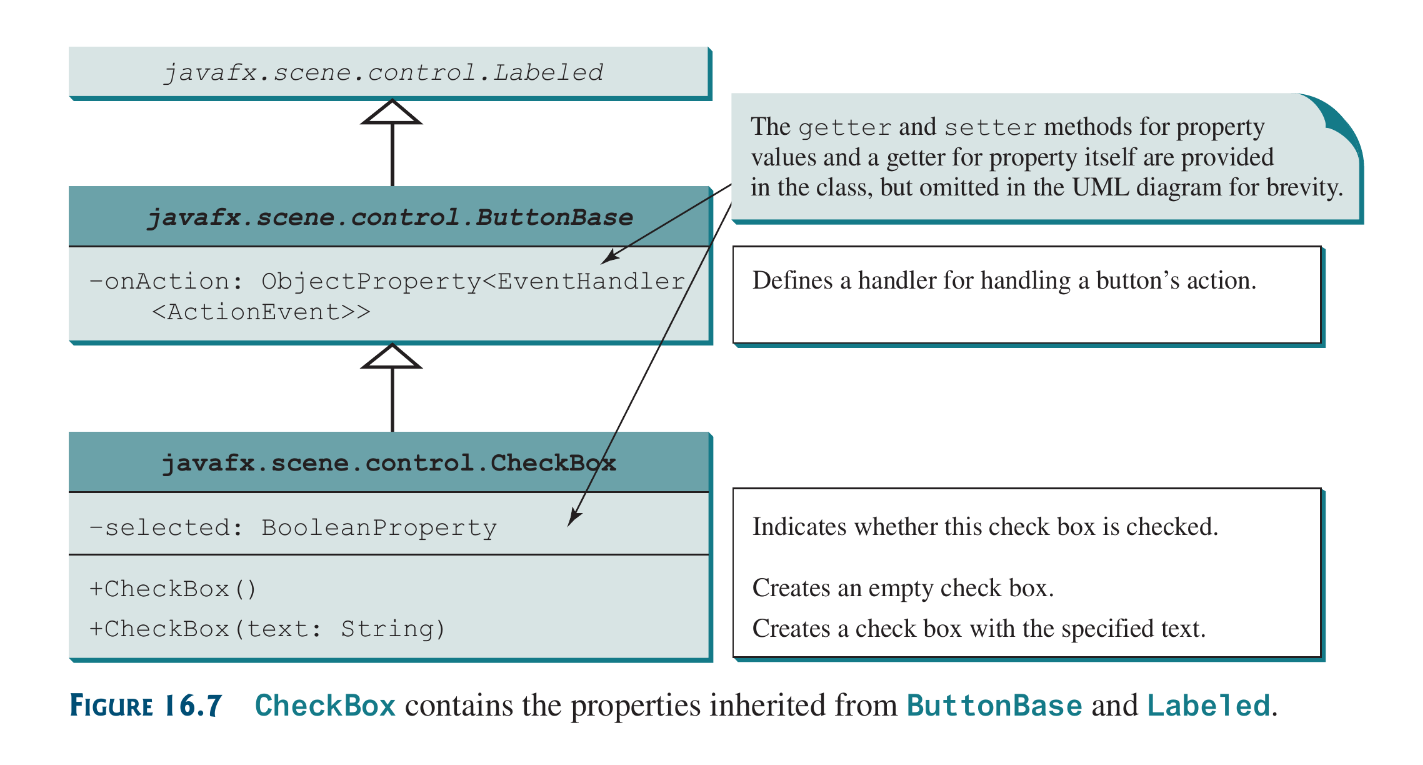 javafx.scene.control.Labeled
The getter and setter methods for property
values and a getter for property itself are provided
in the class, but omitted in the UML diagram for brevity.
javafx.scene.control.ButtonBase
-onAction: ObjectProperty<EventHandler
<ActionEvent>>
Defines a handler for handling a button’s action.
javafx.scene.control.CheckBox
-selected: BooleanProperty
Indicates whether this check box is checked.
+CheckBox()
Creates an empty check box.
+CheckBox(text: String)
Creates a check box with the specified text.
FIGURE 16.7 CheckBox contains the properties inherited from ButtonBase and Labeled.